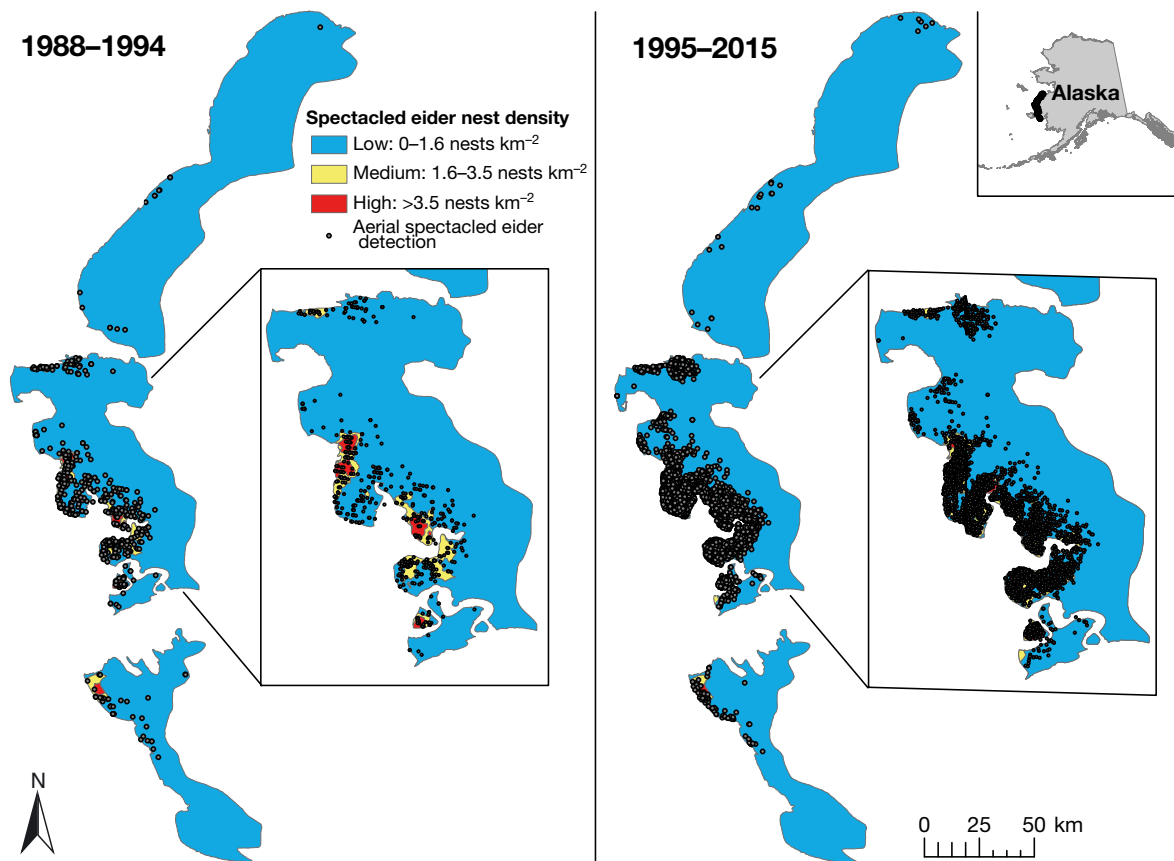 1988–1994
1995–2015
Alaska
Spectacled eider nest density
Low: 0–1.6 nests km⁻²
Medium: 1.6–3.5 nests km⁻²
High: >3.5 nests km⁻²
Aerial spectacled eider
detection
N
0 25 50 km